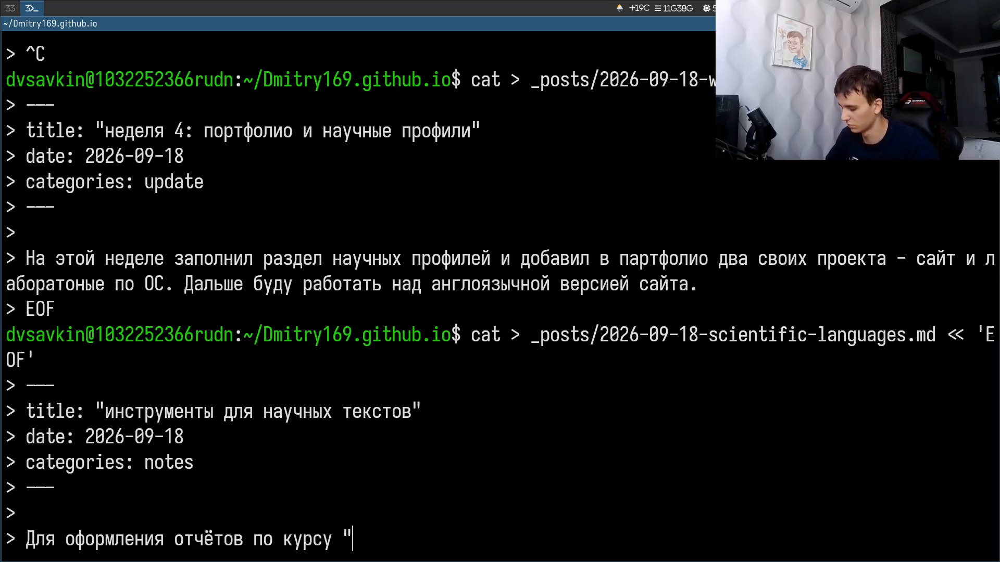 33 3>_ +19C 11G38G 5
~/Dmitry169.github.io
> ^C
dvsavkin@1032252366rudn:~/Dmitry169.github.io$ cat > _posts/2026-09-18-w
> ---
> title: "неделя 4: портфолио и научные профили"
> date: 2026-09-18
> categories: update
> ---
>
> На этой неделе заполнил раздел научных профилей и добавил в партфолио два своих проекта - сайт и л
аборатоные по ОС. Дальше буду работать над англоязычной версией сайта.
> EOF
dvsavkin@1032252366rudn:~/Dmitry169.github.io$ cat > _posts/2026-09-18-scientific-languages.md << 'E
OF'
> ---
> title: "инструменты для научных текстов"
> date: 2026-09-18
> categories: notes
> ---
>
> Для оформления отчётов по курсу "